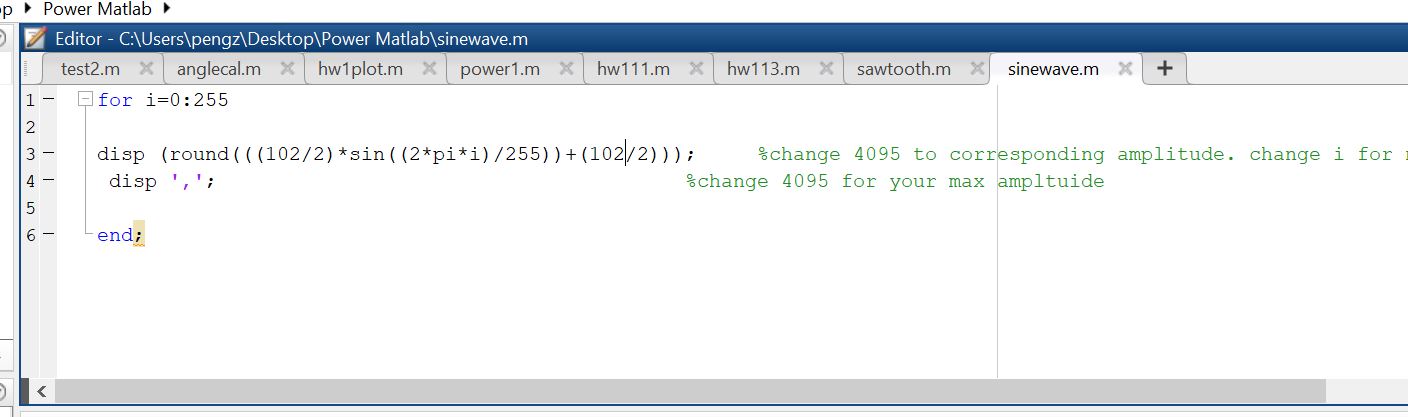 Power Matlab
Editor - C:\Users\pengz\Desktop\Power Matlab\sinewave.m
test2.m anglecal.m hw1plot.m power1.m hw111.m hw113.m sawtooth.m sinewave.m +
1 for i=0:255
2
3 disp (round(((102/2)*sin((2*pi*i)/255))+(102/2))); %change 4095 to corresponding amplitude. change i for
4 disp ','; %change 4095 for your max ampltuide
5
6 end;